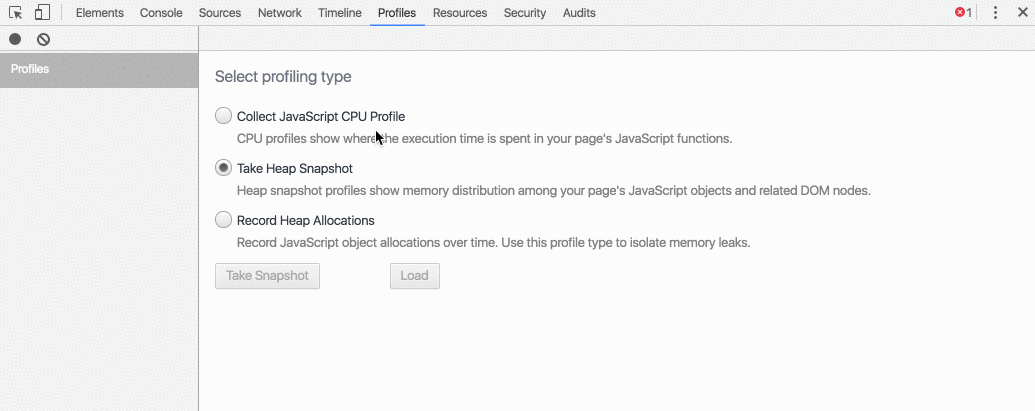 Elements Console Sources Network Timeline Profiles Resources Security Audits 1
Profiles
Select profiling type
Collect JavaScript CPU Profile
CPU profiles show where the execution time is spent in your page's JavaScript functions.
Take Heap Snapshot
Heap snapshot profiles show memory distribution among your page's JavaScript objects and related DOM nodes.
Record Heap Allocations
Record JavaScript object allocations over time. Use this profile type to isolate memory leaks.
Take Snapshot Load